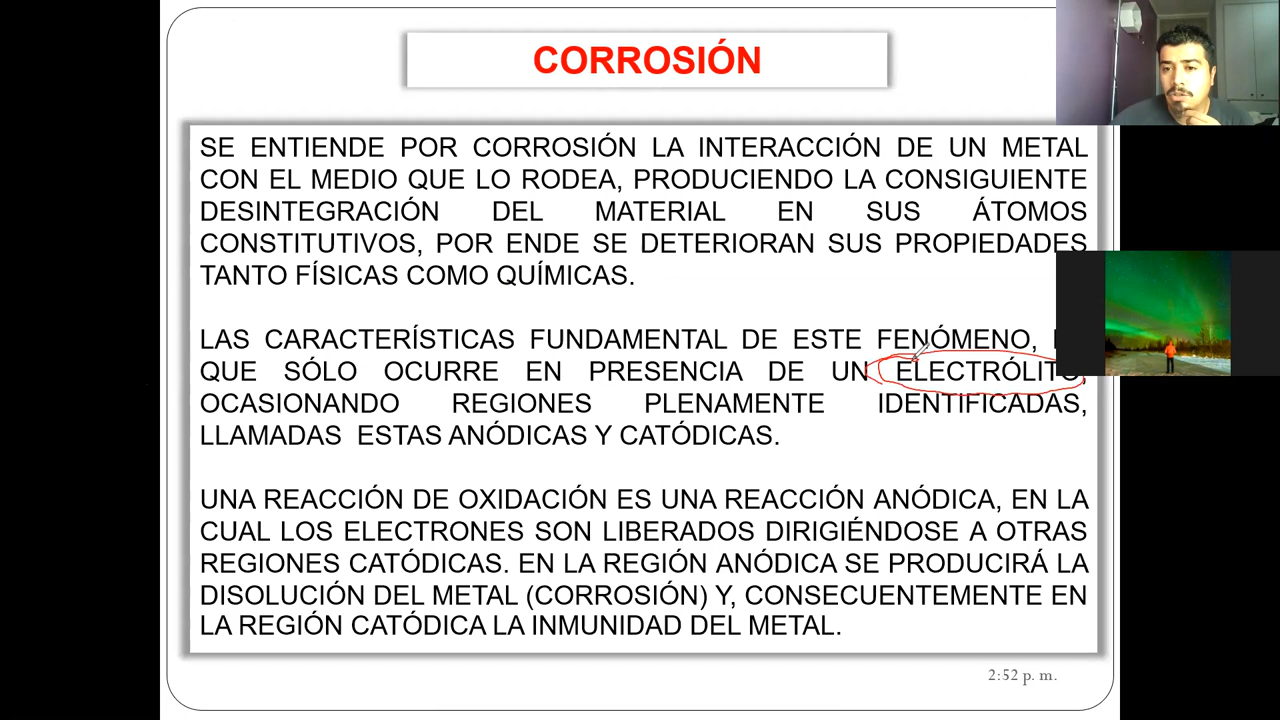 CORROSIÓN
SE ENTIENDE POR CORROSIÓN LA INTERACCIÓN DE UN METAL
CON EL MEDIO QUE LO RODEA, PRODUCIENDO LA CONSIGUIENTE
DESINTEGRACIÓN DEL MATERIAL EN SUS ÁTOMOS
CONSTITUTIVOS, POR ENDE SE DETERIORAN SUS PROPIEDADES
TANTO FÍSICAS COMO QUÍMICAS.
LAS CARACTERÍSTICAS FUNDAMENTAL DE ESTE FENÓMENO,
QUE SÓLO OCURRE EN PRESENCIA DE UN ELECTRÓLITO,
OCASIONANDO REGIONES PLENAMENTE IDENTIFICADAS,
LLAMADAS ESTAS ANÓDICAS Y CATÓDICAS.
UNA REACCIÓN DE OXIDACIÓN ES UNA REACCIÓN ANÓDICA, EN LA
CUAL LOS ELECTRONES SON LIBERADOS DIRIGIÉNDOSE A OTRAS
REGIONES CATÓDICAS. EN LA REGIÓN ANÓDICA SE PRODUCIRÁ LA
DISOLUCIÓN DEL METAL (CORROSIÓN) Y, CONSECUENTEMENTE EN
LA REGIÓN CATÓDICA LA INMUNIDAD DEL METAL.
2:52 p. m.